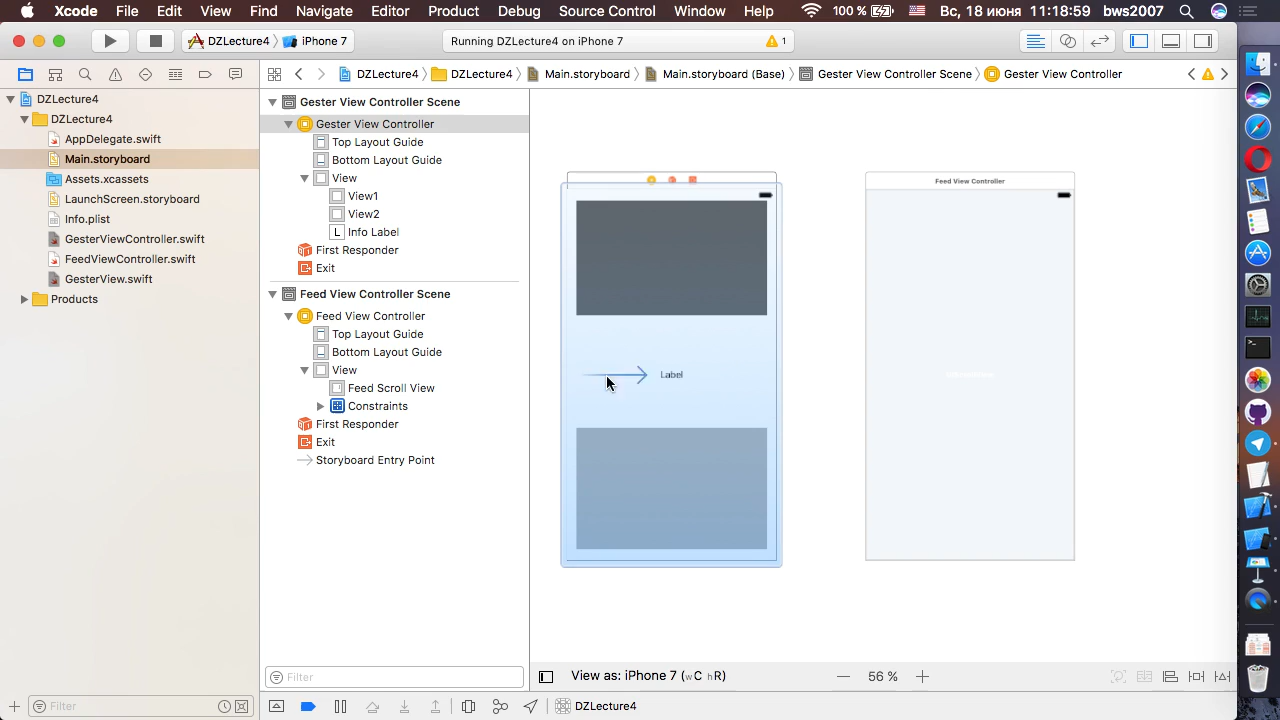 Xcode File Edit View Find Navigate Editor Product Debug Source Control Window Help 100 % Вс, 18 июня 11:18:59 bws2007
DZLecture4 iPhone 7 Running DZLecture4 on iPhone 7 1
DZLecture4 DZLecture4 Main.storyboard Main.storyboard (Base) Gester View Controller Scene Gester View Controller
DZLecture4
DZLecture4
AppDelegate.swift
Main.storyboard
Assets.xcassets
LaunchScreen.storyboard
Info.plist
GesterViewController.swift
FeedViewController.swift
GesterView.swift
Products
Gester View Controller Scene
Gester View Controller
Top Layout Guide
Bottom Layout Guide
View
View1
View2
L Info Label
First Responder
Exit
Feed View Controller Scene
Feed View Controller
Top Layout Guide
Bottom Layout Guide
View
Feed Scroll View
Constraints
First Responder
Exit
Storyboard Entry Point
Label
Feed View Controller
Filter
View as: iPhone 7 (wC hR)
56 %
Filter
DZLecture4